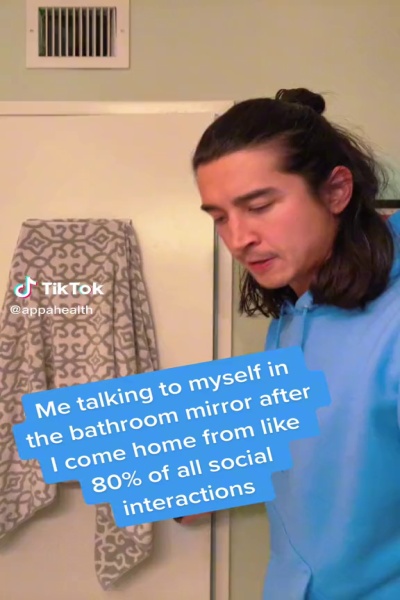 TikTok
@appahealth
Me talking to myself in
the bathroom mirror after
I come home from like
80% of all social
interactions